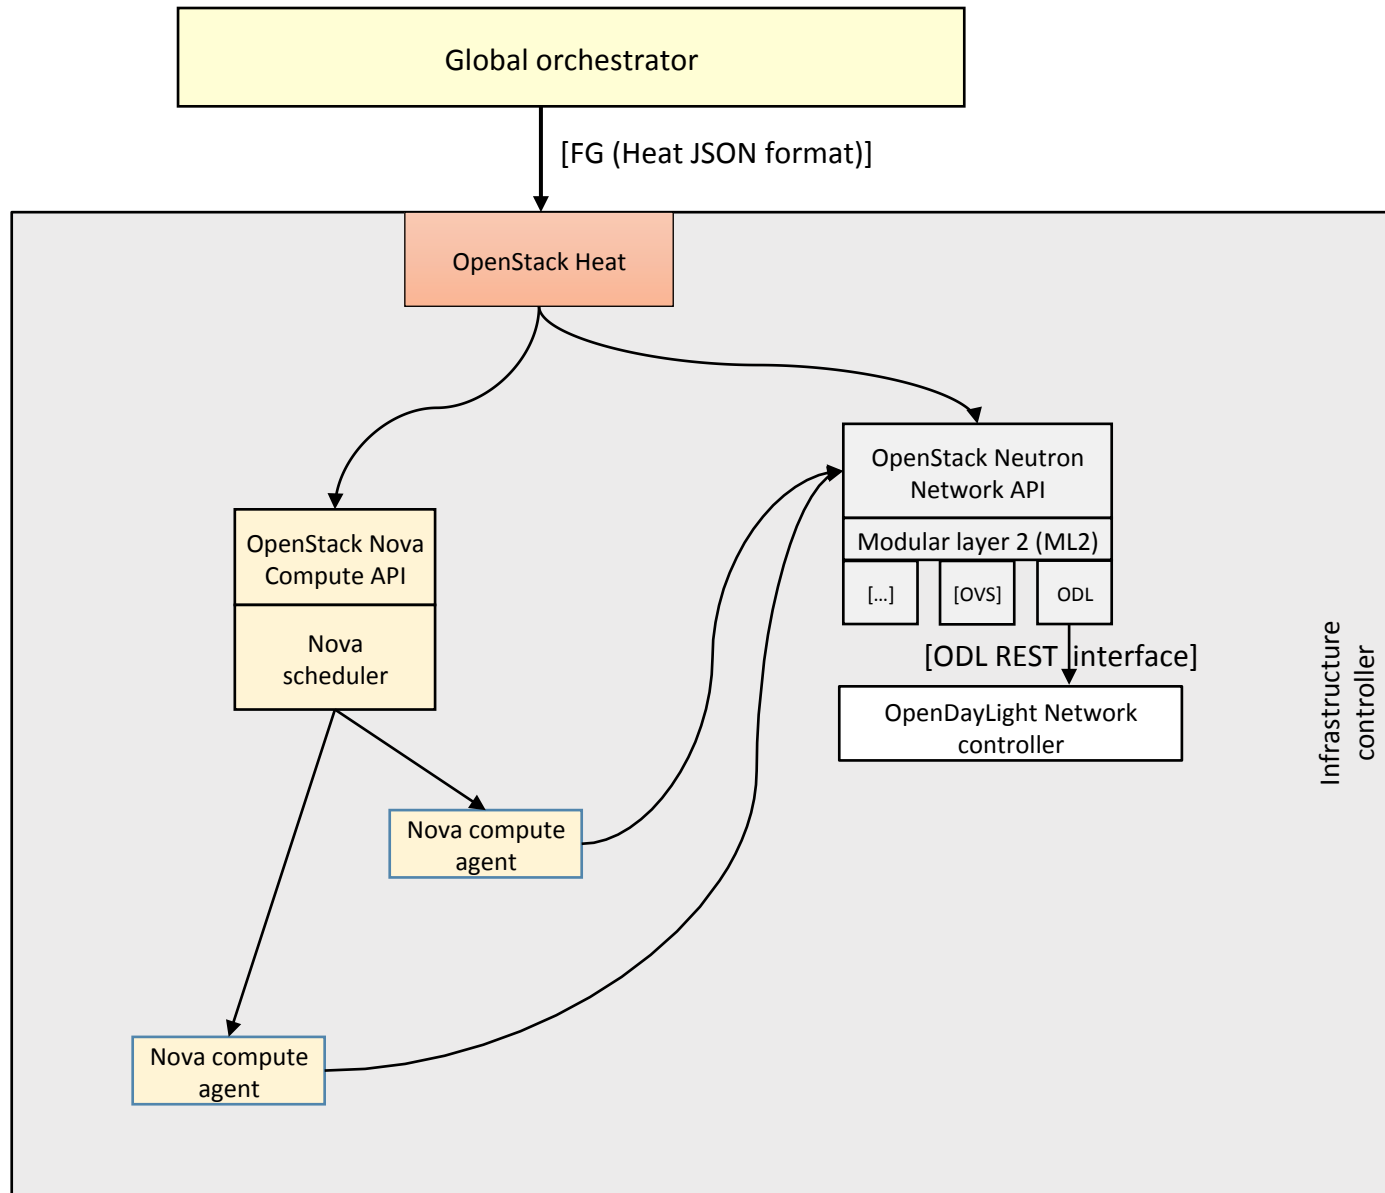 Global orchestrator
[FG (Heat JSON format)]
OpenStack Heat
OpenStack Neutron
Network API
Modular layer 2 (ML2)
[...]
[OVS]
ODL
[ODL REST interface]
OpenDayLight Network
controller
OpenStack Nova
Compute API
Nova
scheduler
Nova compute
agent
Nova compute
agent
Infrastructure
controller